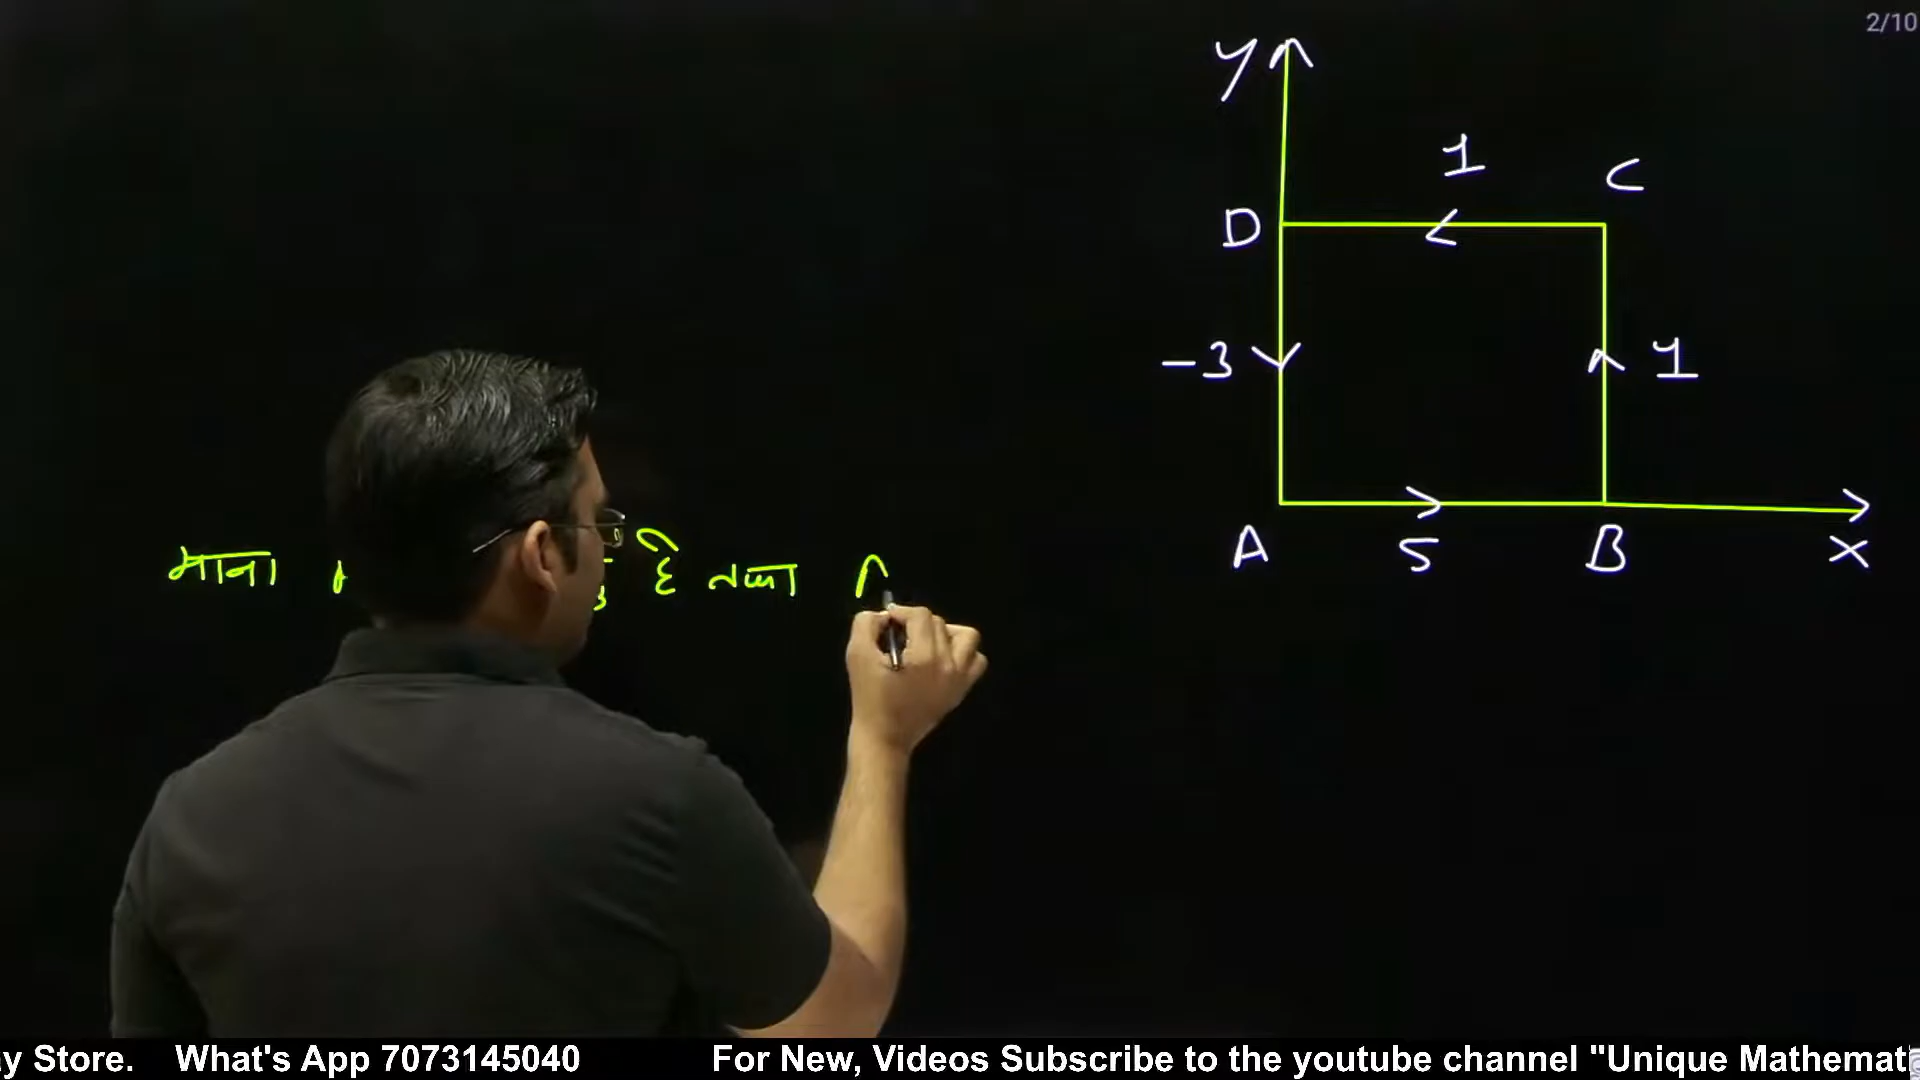 2/10
Y
1
C
D
-3
1
A
5
B
X
माना है तथा
y Store. What's App 7073145040 For New, Videos Subscribe to the youtube channel "Unique Mathemati